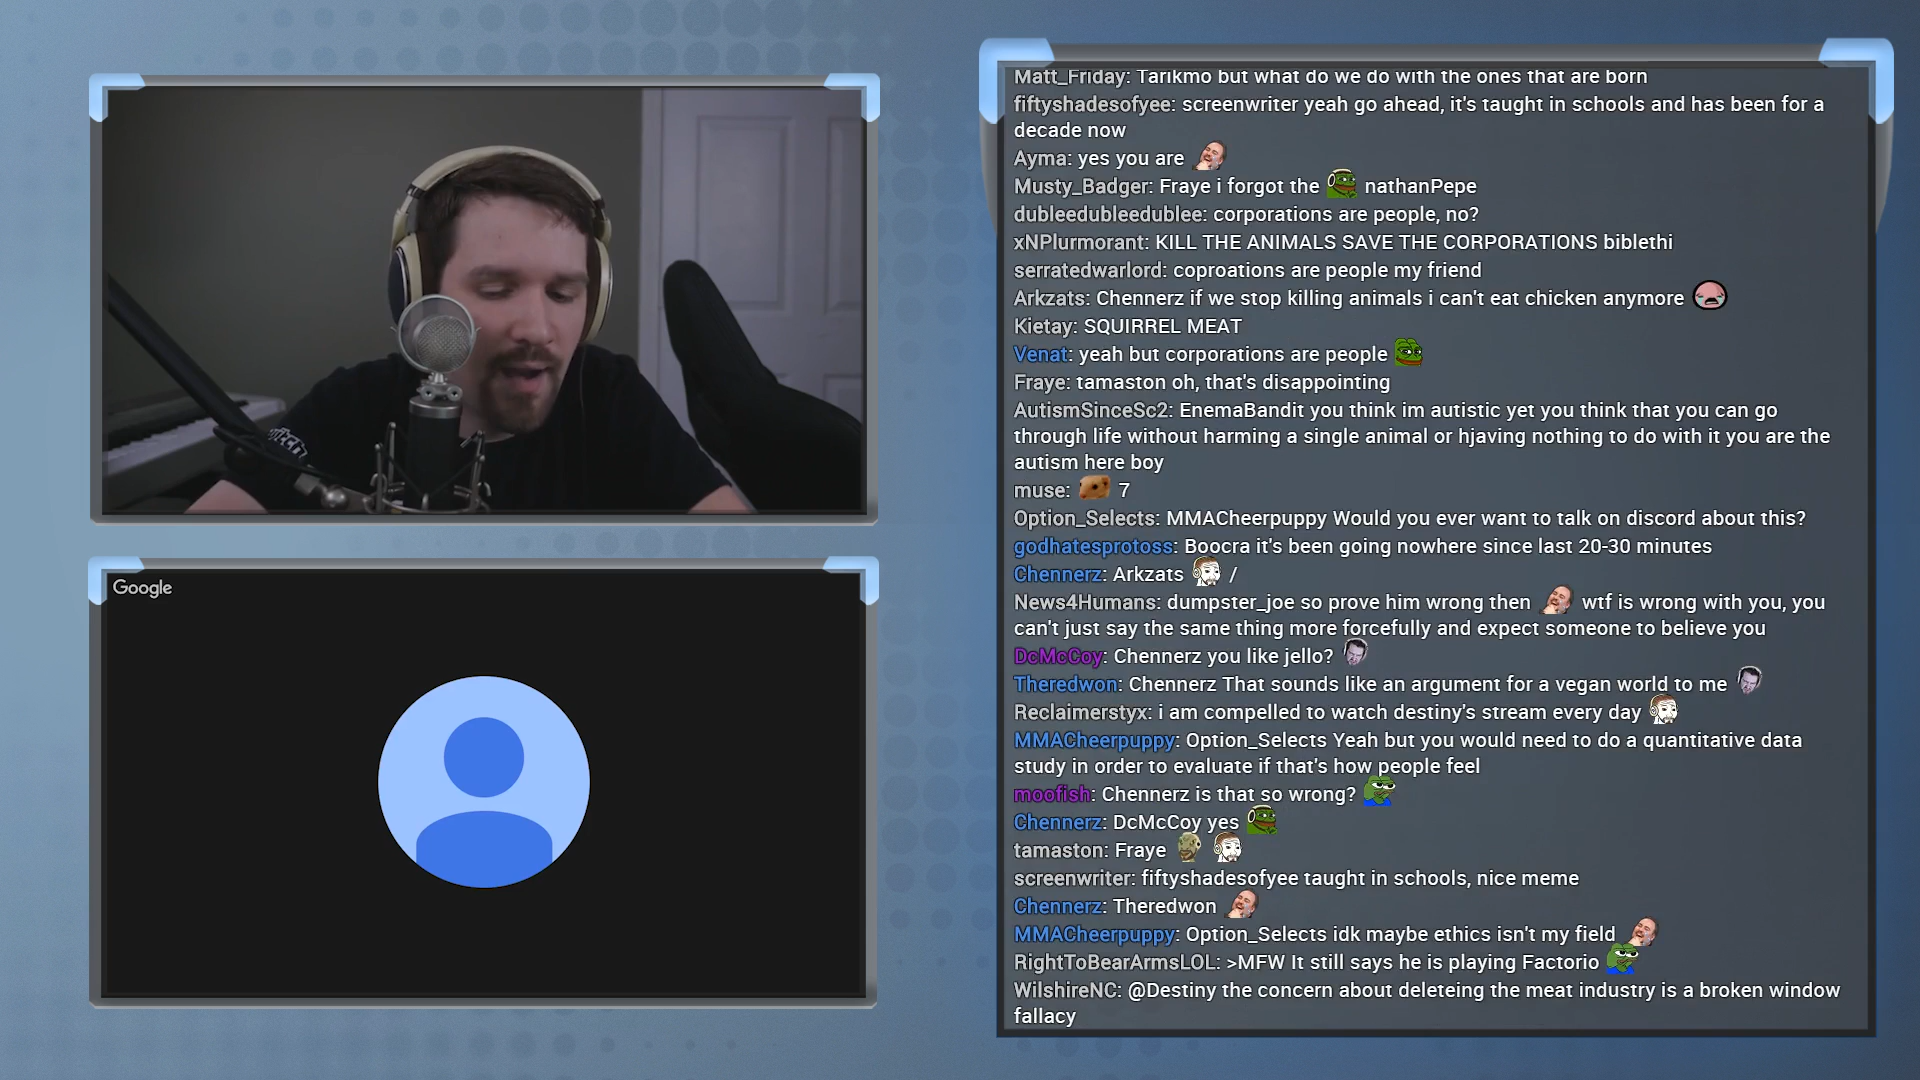 Google
twitch
Matt_Friday: Tarikmo but what do we do with the ones that are born
fiftyshadesofyee: screenwriter yeah go ahead, it's taught in schools and has been for a
decade now
Ayma: yes you are
Musty_Badger: Fraye i forgot the nathanPepe
dubleedubleedublee: corporations are people, no?
xNPlurmorant: KILL THE ANIMALS SAVE THE CORPORATIONS biblethi
serratedwarlord: coproations are people my friend
Arkzats: Chennerz if we stop killing animals i can't eat chicken anymore
Kietay: SQUIRREL MEAT
Venat: yeah but corporations are people
Fraye: tamaston oh, that's disappointing
AutismSinceSc2: EnemaBandit you think im autistic yet you think that you can go
through life without harming a single animal or hjaving nothing to do with it you are the
autism here boy
muse: 7
Option_Selects: MMACheerpuppy Would you ever want to talk on discord about this?
godhatesprotoss: Boocra it's been going nowhere since last 20-30 minutes
Chennerz: Arkzats /
News4Humans: dumpster_joe so prove him wrong then wtf is wrong with you, you
can't just say the same thing more forcefully and expect someone to believe you
DcMcCoy: Chennerz you like jello?
Theredwon: Chennerz That sounds like an argument for a vegan world to me
Reclaimerstyx: i am compelled to watch destiny's stream every day
MMACheerpuppy: Option_Selects Yeah but you would need to do a quantitative data
study in order to evaluate if that's how people feel
moofish: Chennerz is that so wrong?
Chennerz: DcMcCoy yes
tamaston: Fraye
screenwriter: fiftyshadesofyee taught in schools, nice meme
Chennerz: Theredwon
MMACheerpuppy: Option_Selects idk maybe ethics isn't my field
RightToBearArmsLOL: >MFW It still says he is playing Factorio
WilshireNC: @Destiny the concern about deleteing the meat industry is a broken window
fallacy